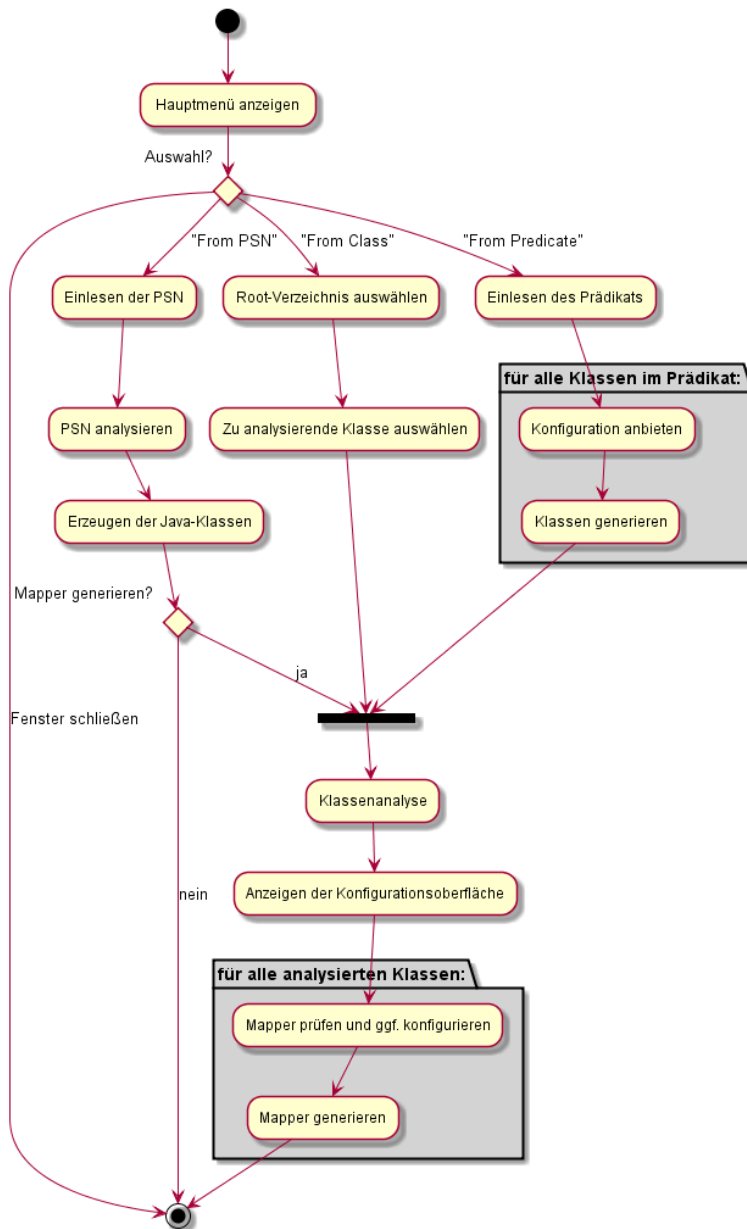 Hauptmenü anzeigen
Auswahl?
"From PSN"
"From Class"
"From Predicate"
Einlesen der PSN
Root-Verzeichnis auswählen
Einlesen des Prädikats
für alle Klassen im Prädikat:
PSN analysieren
Zu analysierende Klasse auswählen
Konfiguration anbieten
Erzeugen der Java-Klassen
Klassen generieren
Mapper generieren?
ja
Fenster schließen
Klassenanalyse
nein
Anzeigen der Konfigurationsoberfläche
für alle analysierten Klassen:
Mapper prüfen und ggf. konfigurieren
Mapper generieren